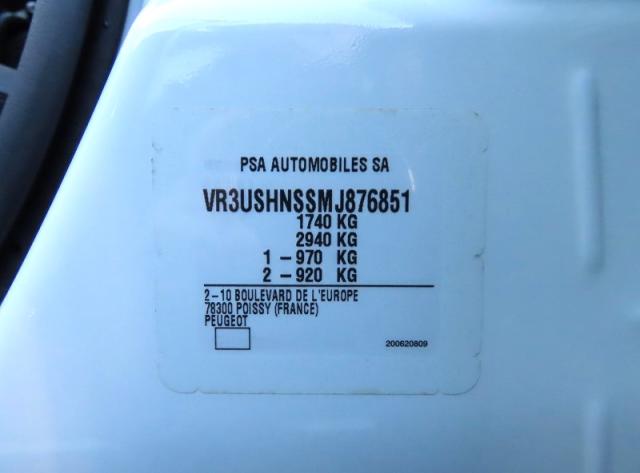 PSA AUTOMOBILES SA
VR3USHNSSMJ876851
1740 KG
2940 KG
1 – 970 KG
2 – 920 KG
2 – 10 BOULEVARD DE L'EUROPE
78300 POISSY (FRANCE)
PEUGEOT
200620809